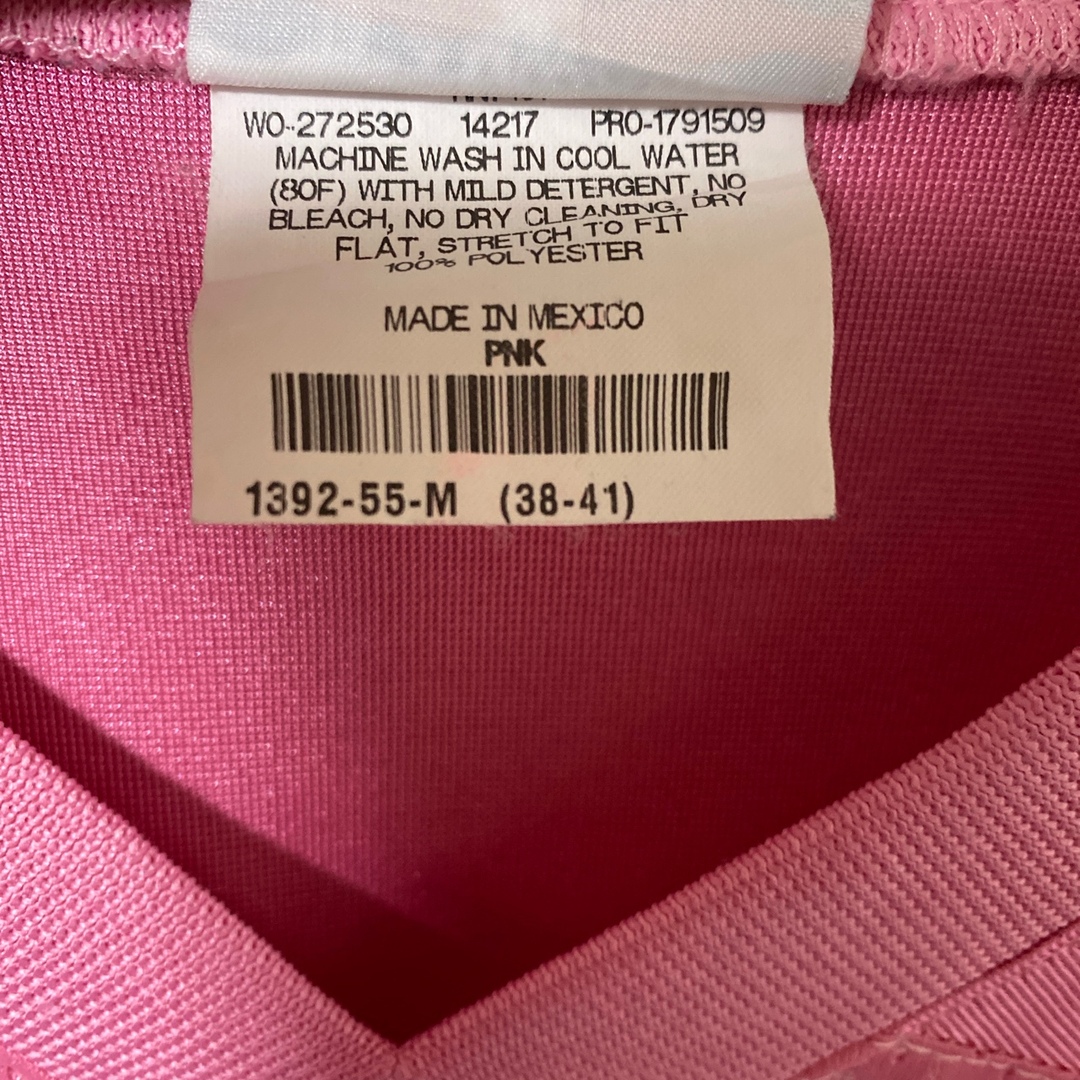 WO-272530 14217 PRO-1791509
MACHINE WASH IN COOL WATER
(80F) WITH MILD DETERGENT, NO
BLEACH, NO DRY CLEANING, DRY
FLAT, STRETCH TO FIT
100% POLYESTER
MADE IN MEXICO
PNK
1392-55-M (38-41)